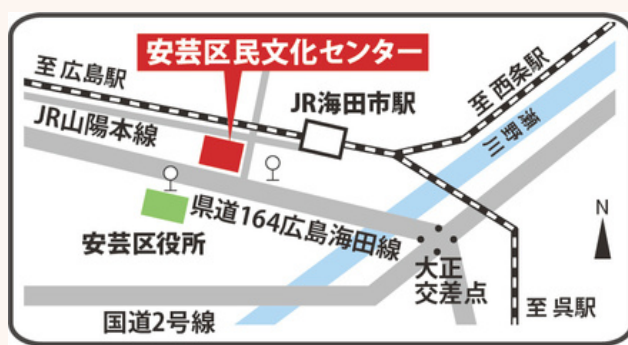 安芸区民文化センター
至広島駅
JR海田市駅
至西条駅
JR山陽本線
瀬野川
N
県道164広島海田線
安芸区役所
大正
交差点
至呉駅
国道2号線